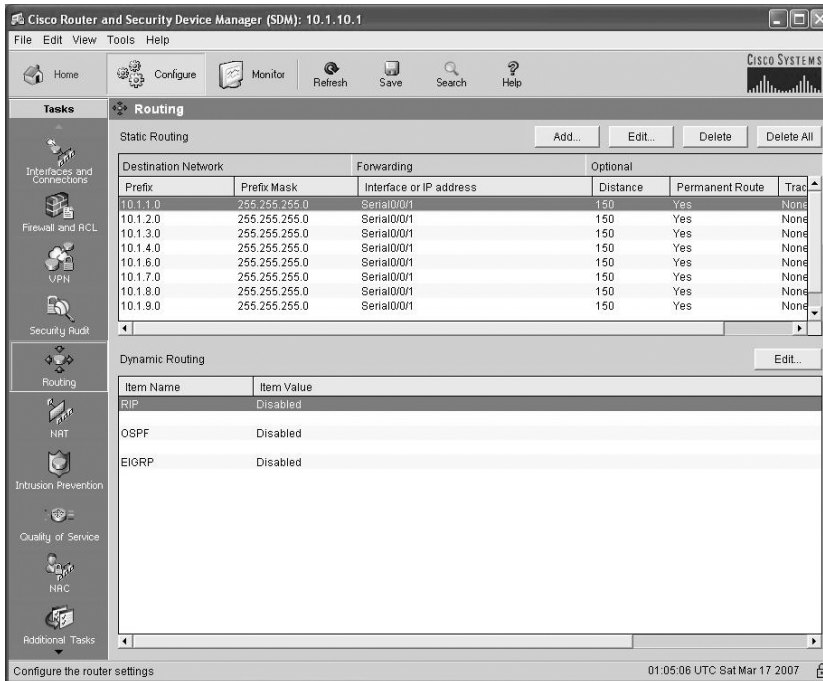 Cisco Router and Security Device Manager (SDM): 10.1.10.1
File Edit View Tools Help
Home Configure Monitor Refresh Save Search Help
CISCO SYSTEMS
Tasks
Routing
Interfaces and Connections
Firewall and ACL
VPN
Security Audit
Routing
NAT
Intrusion Prevention
Quality of Service
NAC
Additional Tasks
Static Routing Add... Edit... Delete Delete All
Destination Network Forwarding Optional
Prefix Prefix Mask Interface or IP address Distance Permanent Route Trac
10.1.1.0 255.255.255.0 Serial0/0/1 150 Yes None
10.1.2.0 255.255.255.0 Serial0/0/1 150 Yes None
10.1.3.0 255.255.255.0 Serial0/0/1 150 Yes None
10.1.4.0 255.255.255.0 Serial0/0/1 150 Yes None
10.1.6.0 255.255.255.0 Serial0/0/1 150 Yes None
10.1.7.0 255.255.255.0 Serial0/0/1 150 Yes None
10.1.8.0 255.255.255.0 Serial0/0/1 150 Yes None
10.1.9.0 255.255.255.0 Serial0/0/1 150 Yes None
Dynamic Routing Edit...
Item Name Item Value
RIP Disabled
OSPF Disabled
EIGRP Disabled
Configure the router settings 01:05:06 UTC Sat Mar 17 2007